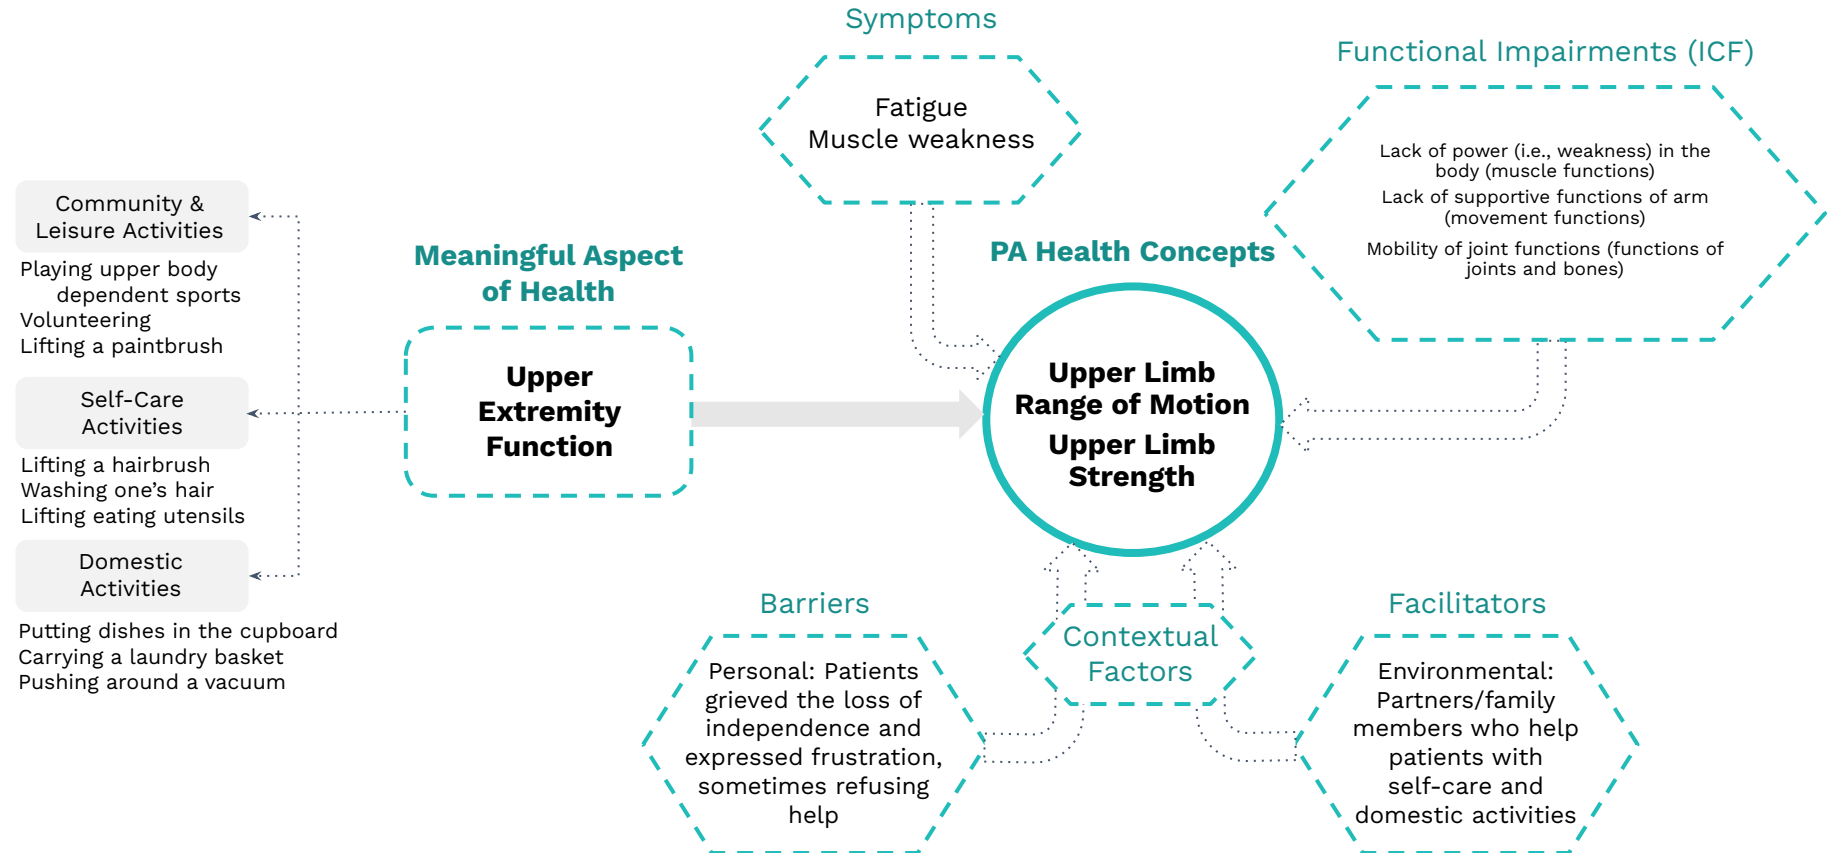 Symptoms
Fatigue
Muscle weakness
Functional Impairments (ICF)
Lack of power (i.e., weakness) in the
body (muscle functions)
Lack of supportive functions of arm
(movement functions)
Mobility of joint functions (functions of
joints and bones)
Community &
Leisure Activities
Playing upper body
dependent sports
Volunteering
Lifting a paintbrush
Self-Care
Activities
Lifting a hairbrush
Washing one’s hair
Lifting eating utensils
Domestic
Activities
Putting dishes in the cupboard
Carrying a laundry basket
Pushing around a vacuum
Meaningful Aspect
of Health
Upper
Extremity
Function
PA Health Concepts
Upper Limb
Range of Motion
Upper Limb
Strength
Barriers
Personal: Patients
grieved the loss of
independence and
expressed frustration,
sometimes refusing
help
Contextual
Factors
Facilitators
Environmental:
Partners/family
members who help
patients with
self-care and
domestic activities